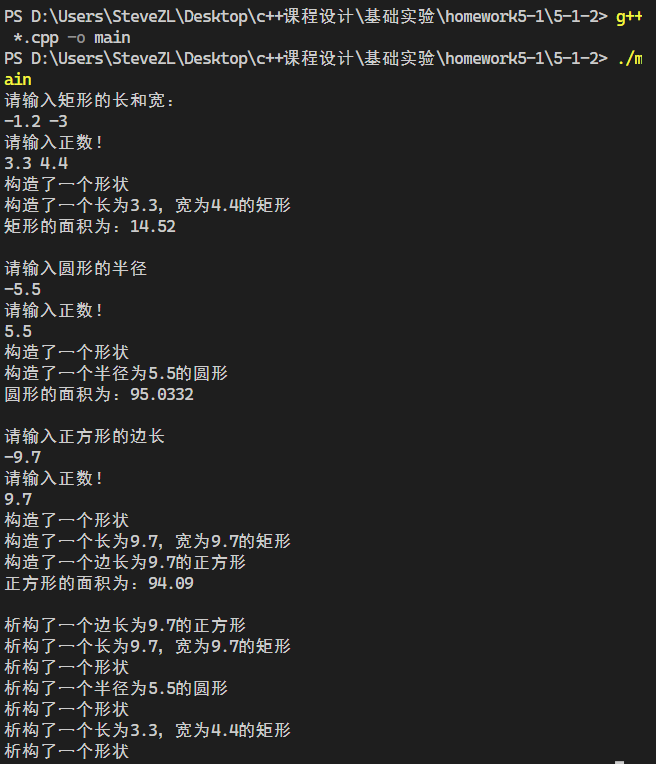 PS D:\Users\SteveZL\Desktop\c++课程设计\基础实验\homework5-1\5-1-2> g++
 *.cpp -o main
PS D:\Users\SteveZL\Desktop\c++课程设计\基础实验\homework5-1\5-1-2> ./m
ain
请输入矩形的长和宽：
-1.2 -3
请输入正数！
3.3 4.4
构造了一个形状
构造了一个长为3.3，宽为4.4的矩形
矩形的面积为：14.52

请输入圆形的半径
-5.5
请输入正数！
5.5
构造了一个形状
构造了一个半径为5.5的圆形
圆形的面积为：95.0332

请输入正方形的边长
-9.7
请输入正数！
9.7
构造了一个形状
构造了一个长为9.7，宽为9.7的矩形
构造了一个边长为9.7的正方形
正方形的面积为：94.09

析构了一个边长为9.7的正方形
析构了一个长为9.7，宽为9.7的矩形
析构了一个形状
析构了一个半径为5.5的圆形
析构了一个形状
析构了一个长为3.3，宽为4.4的矩形
析构了一个形状